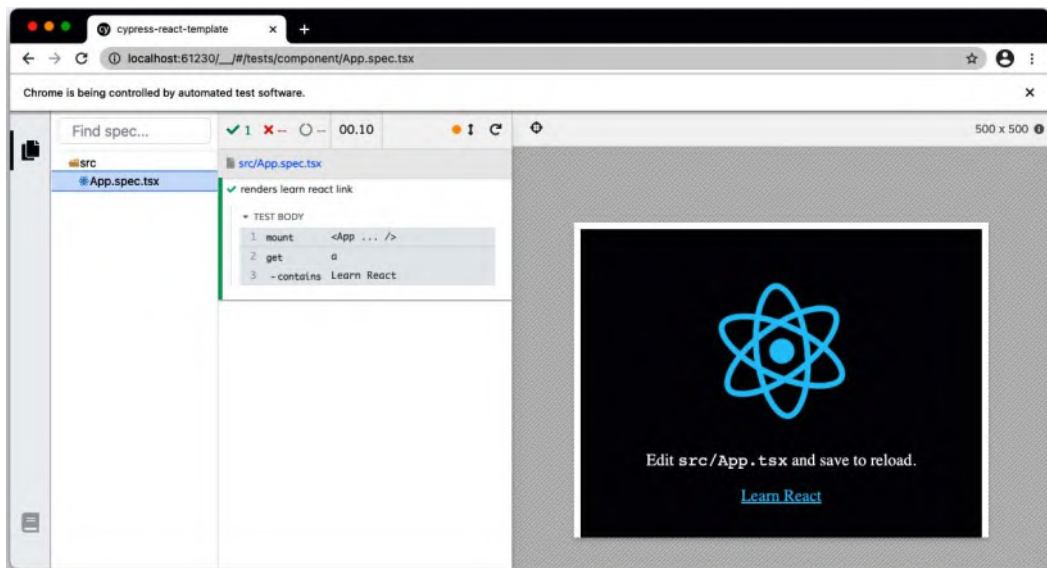 cypress-react-template
localhost:61230/__/#/tests/component/App.spec.tsx
Chrome is being controlled by automated test software.
Find spec...
src
App.spec.tsx
1 -- -- 00.10
src/App.spec.tsx
renders learn react link
TEST BODY
1 mount <App ... />
2 get a
3 -contains Learn React
500 x 500
Edit src/App.tsx and save to reload.
Learn React